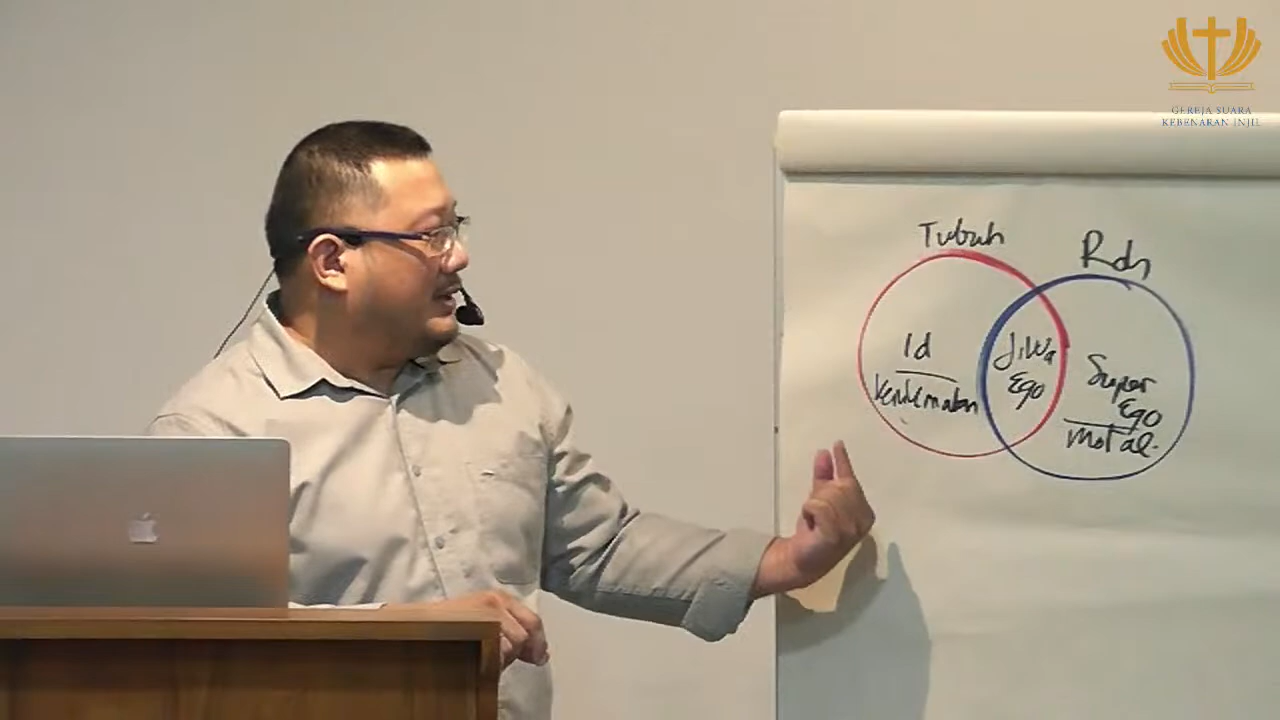 GEREJA SUARA
KEBENARAN INJIL
Tubuh
Roh
Id
Jiwa
Ego
Super
Ego
Moral